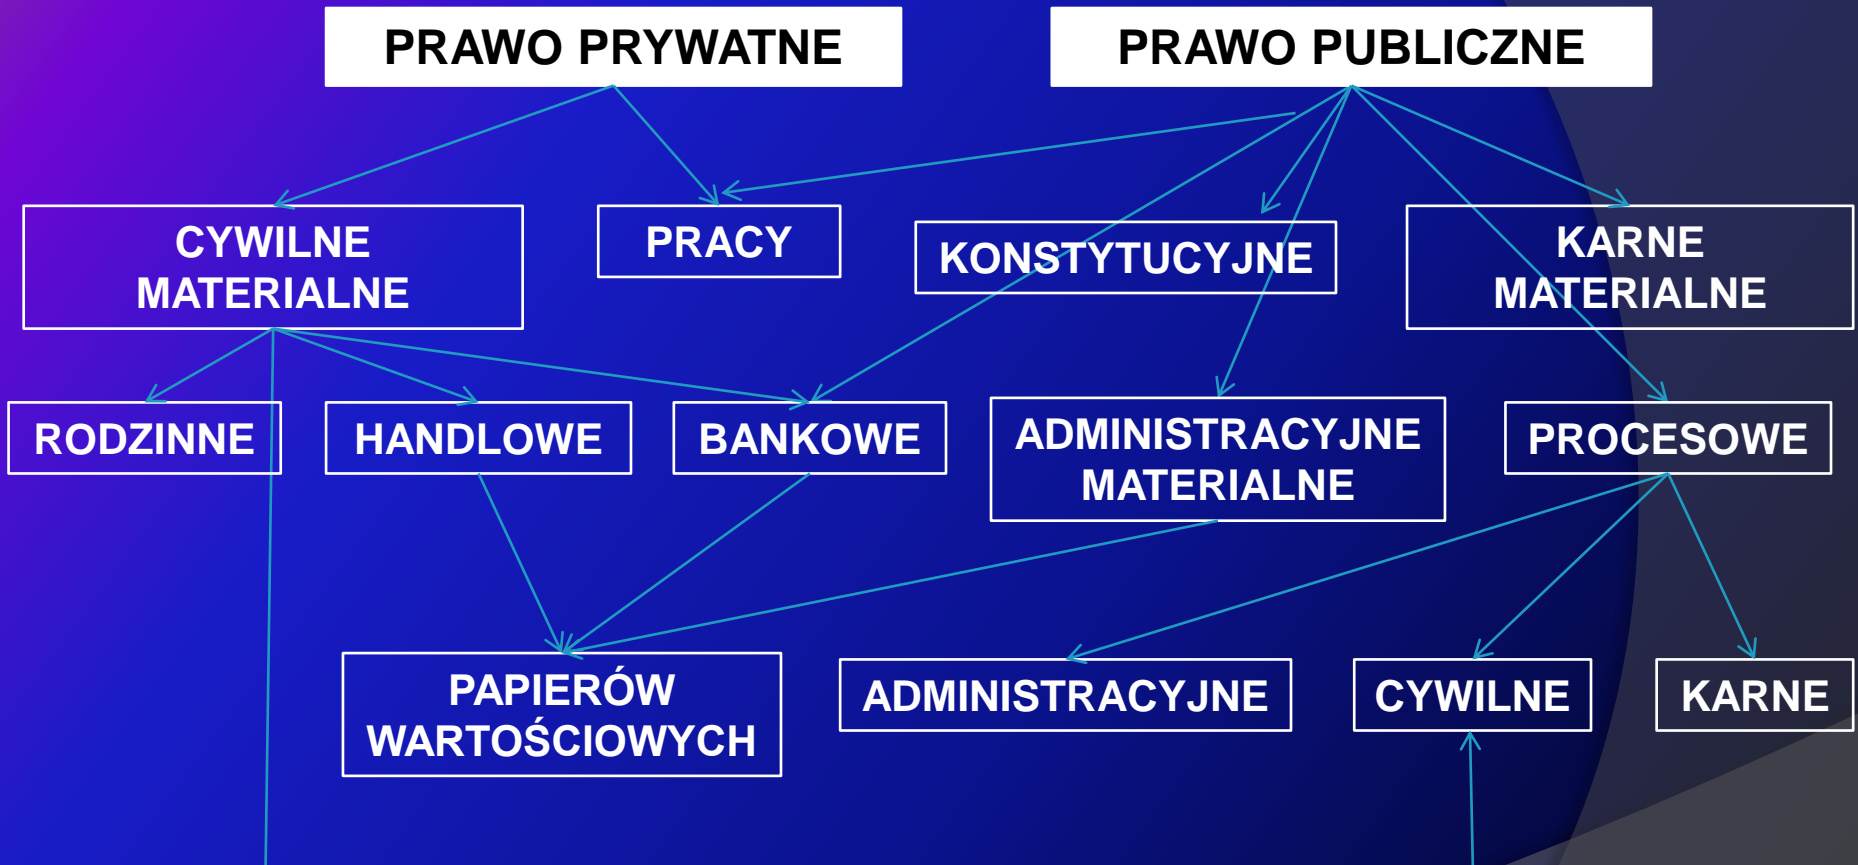 PRAWO PRYWATNE
PRAWO PUBLICZNE
CYWILNE
MATERIALNE
PRACY
KONSTYTUCYJNE
KARNE
MATERIALNE
RODZINNE
HANDLOWE
BANKOWE
ADMINISTRACYJNE
MATERIALNE
PROCESOWE
PAPIERÓW
WARTOŚCIOWYCH
ADMINISTRACYJNE
CYWILNE
KARNE